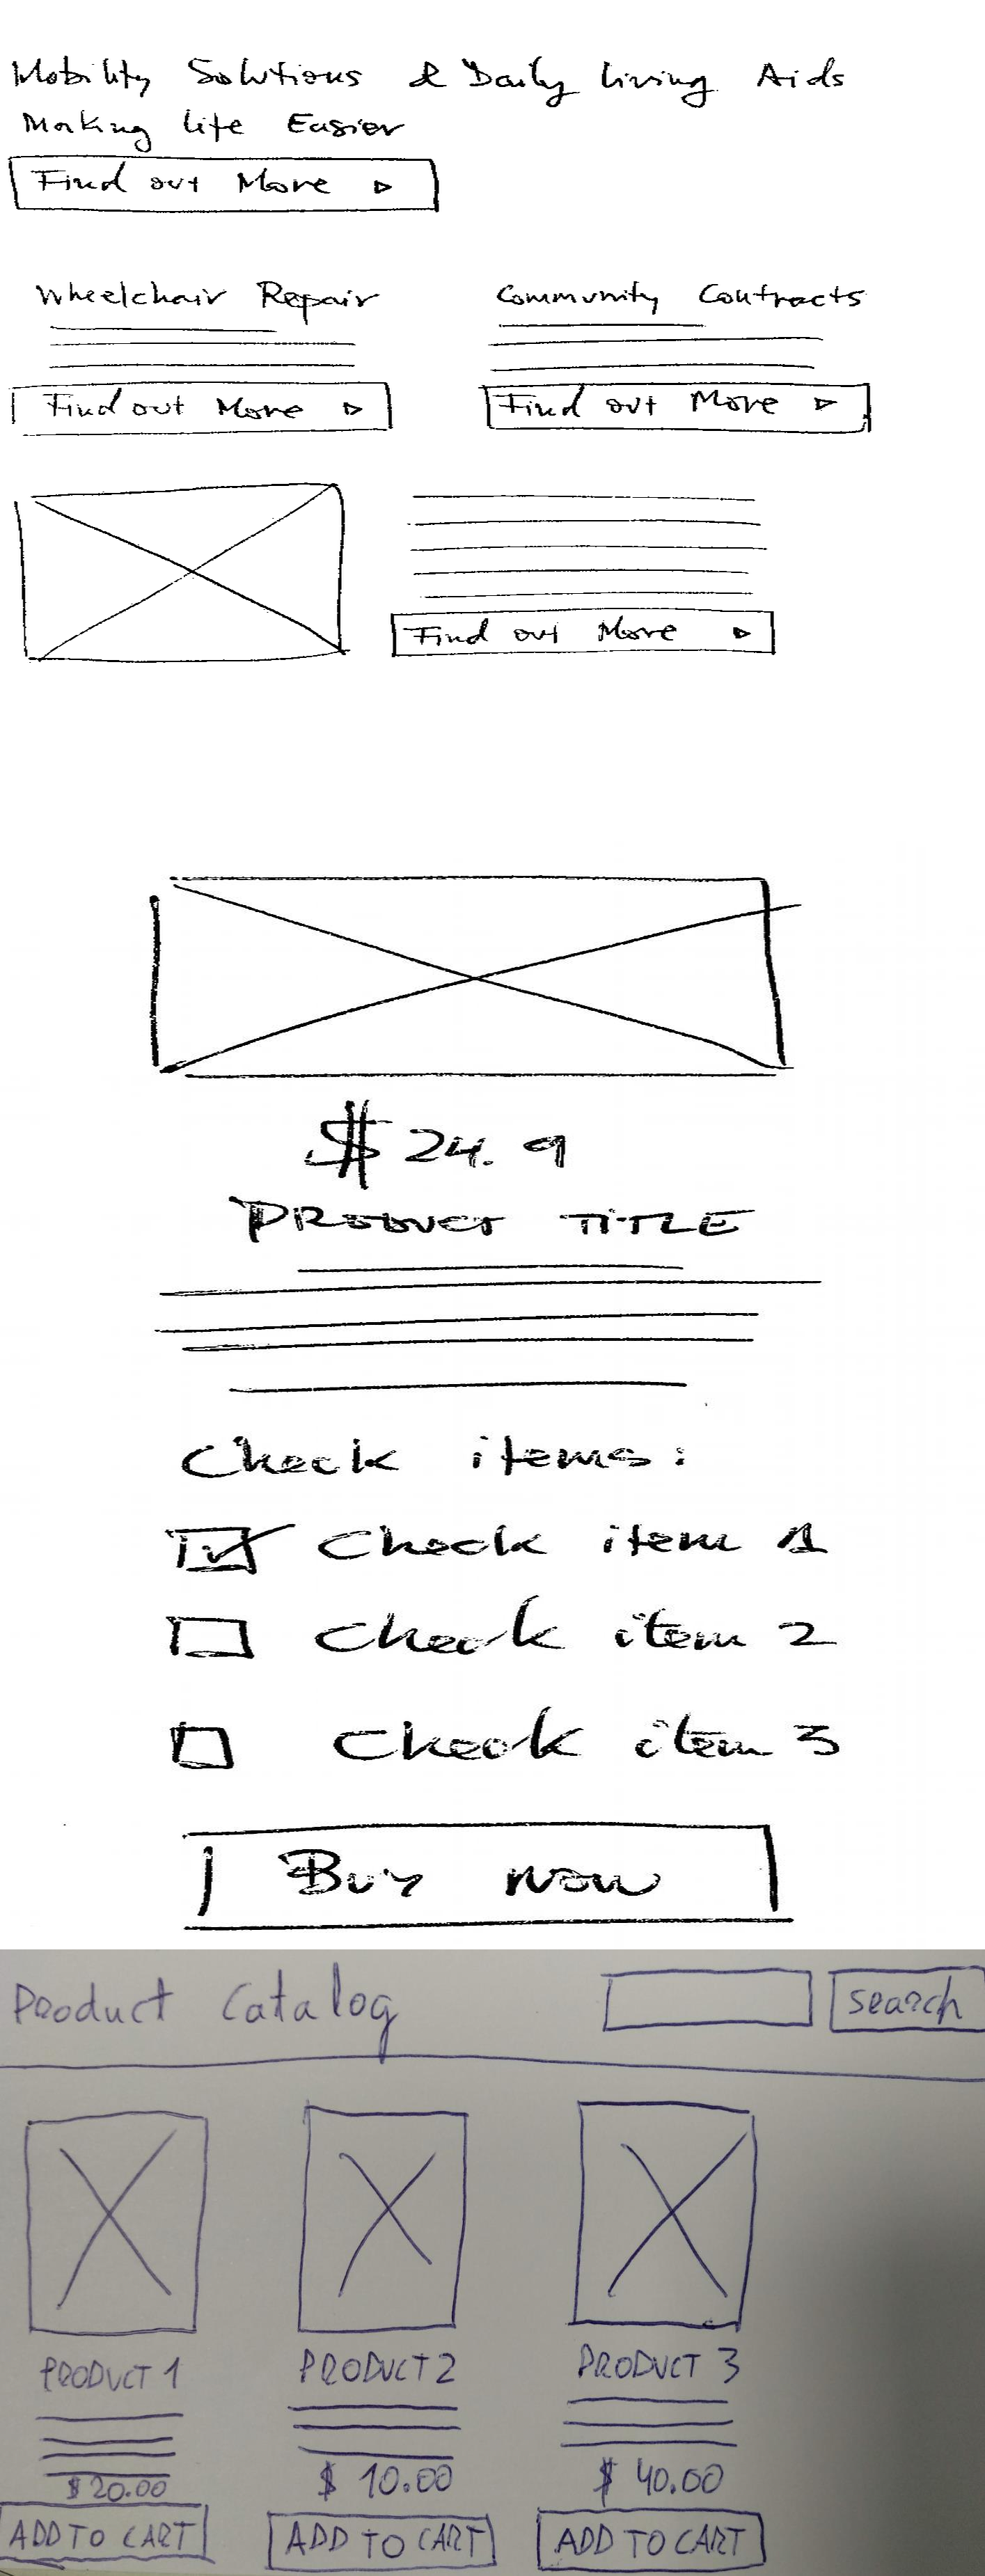 Mobility Solutions & Daily living Aids
Making life Easier
Find out More
Wheelchair Repair
Community Contracts
Find out More
Find out More
Find out More
$ 24.9
PRODUCT TITLE
Check items:
Check item 1
Check item 2
Check item 3
Buy now
Product Catalog
search
PRODUCT 1
PRODUCT 2
PRODUCT 3
$ 20.00
$ 10.00
$ 40.00
ADD TO CART
ADD TO CART
ADD TO CART